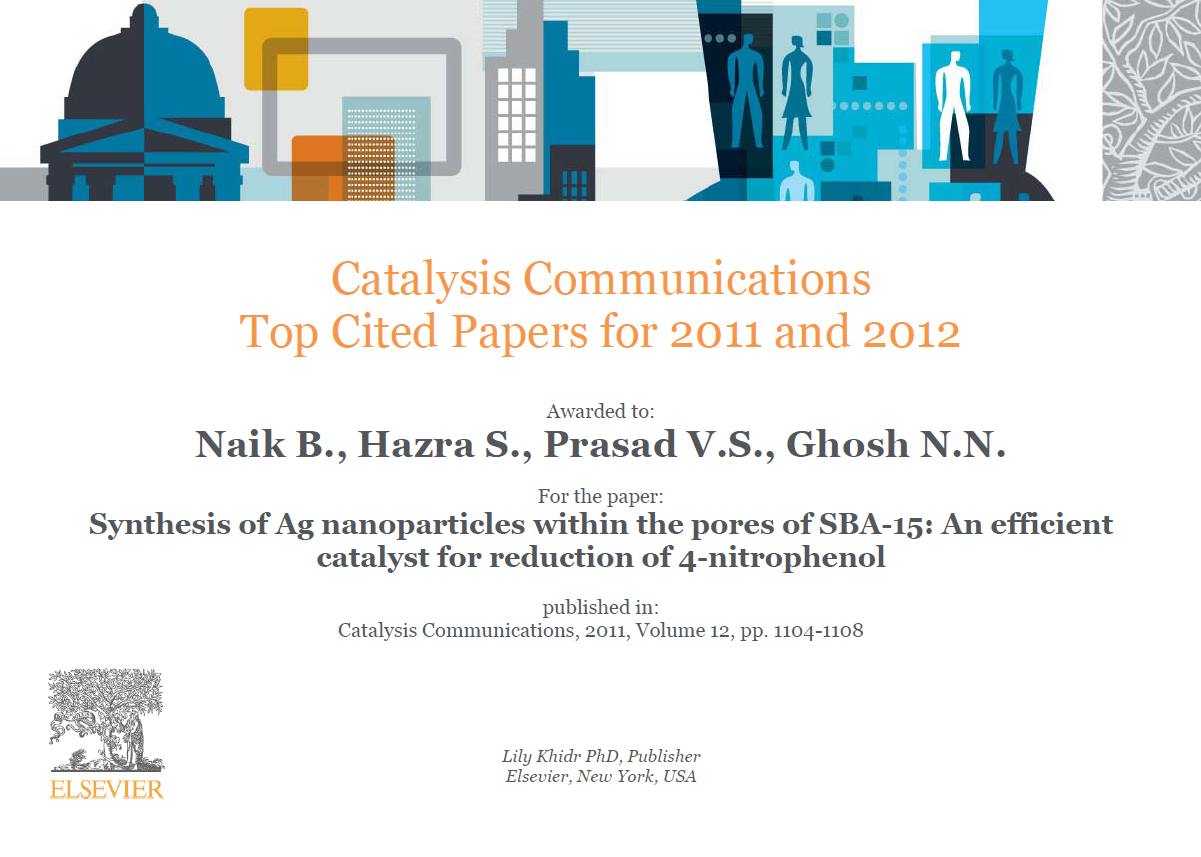 Catalysis Communications
Top Cited Papers for 2011 and 2012
Awarded to:
Naik B., Hazra S., Prasad V.S., Ghosh N.N.
For the paper:
Synthesis of Ag nanoparticles within the pores of SBA-15: An efficient
catalyst for reduction of 4-nitrophenol
published in:
Catalysis Communications, 2011, Volume 12, pp. 1104-1108
Lily Khidr PhD, Publisher
Elsevier, New York, USA
ELSEVIER